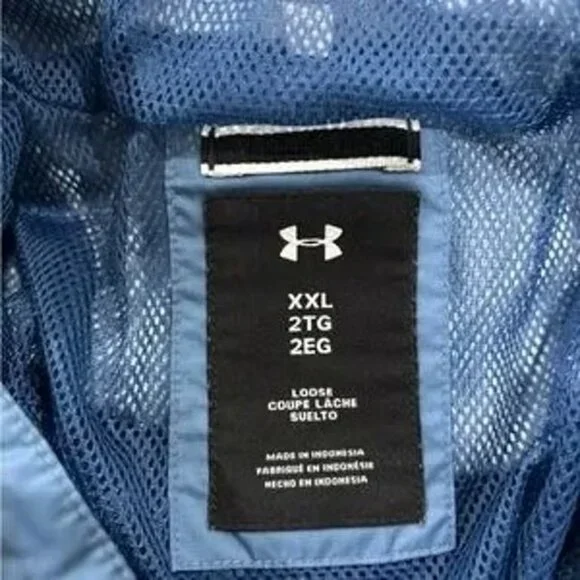 XXL
2TG
2EG
LOOSE
COUPE LÂCHE
SUELTO
MADE IN INDONESIA
FABRIQUÉ EN INDONÉSIE
HECHO EN INDONESIA